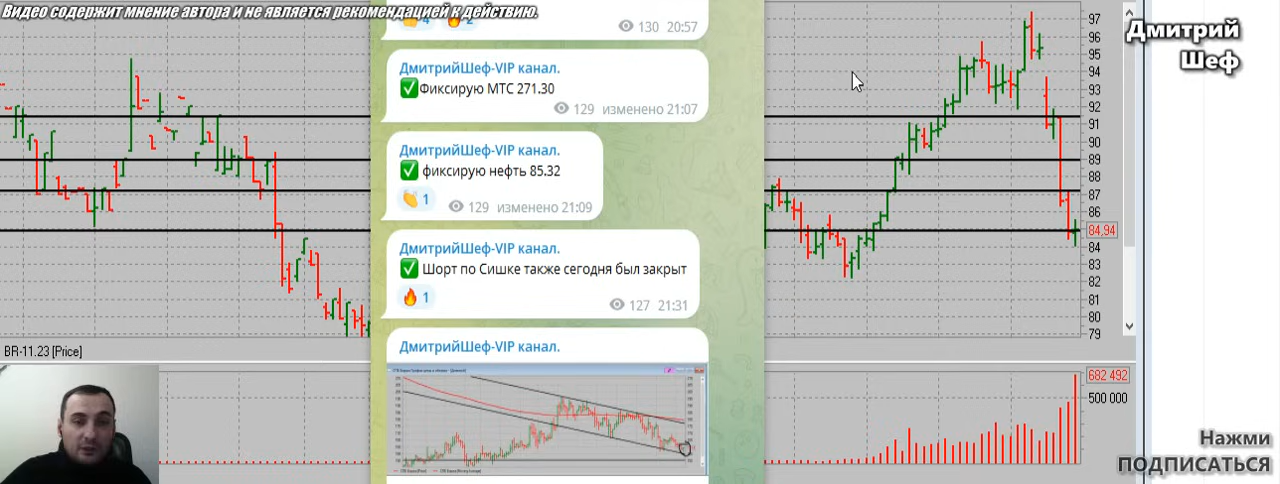 Видео содержит мнение автора и не является рекомендацией к действию.
Дмитрий
Шеф
4 2
130 20:57
ДмитрийШеф-VIP канал.
Фиксирую МТС 271.30
129 изменено 21:07
ДмитрийШеф-VIP канал.
фиксирую нефть 85.32
1 129 изменено 21:09
ДмитрийШеф-VIP канал.
Шорт по Сишке также сегодня был закрыт
1
127 21:31
ДмитрийШеф-VIP канал.
97
96
95
94
93
92
91
90
89
88
87
86
84,94
84
83
82
81
80
79
BR-11.23 [Price]
682 492
500 000
Нажми
ПОДПИСАТЬСЯ